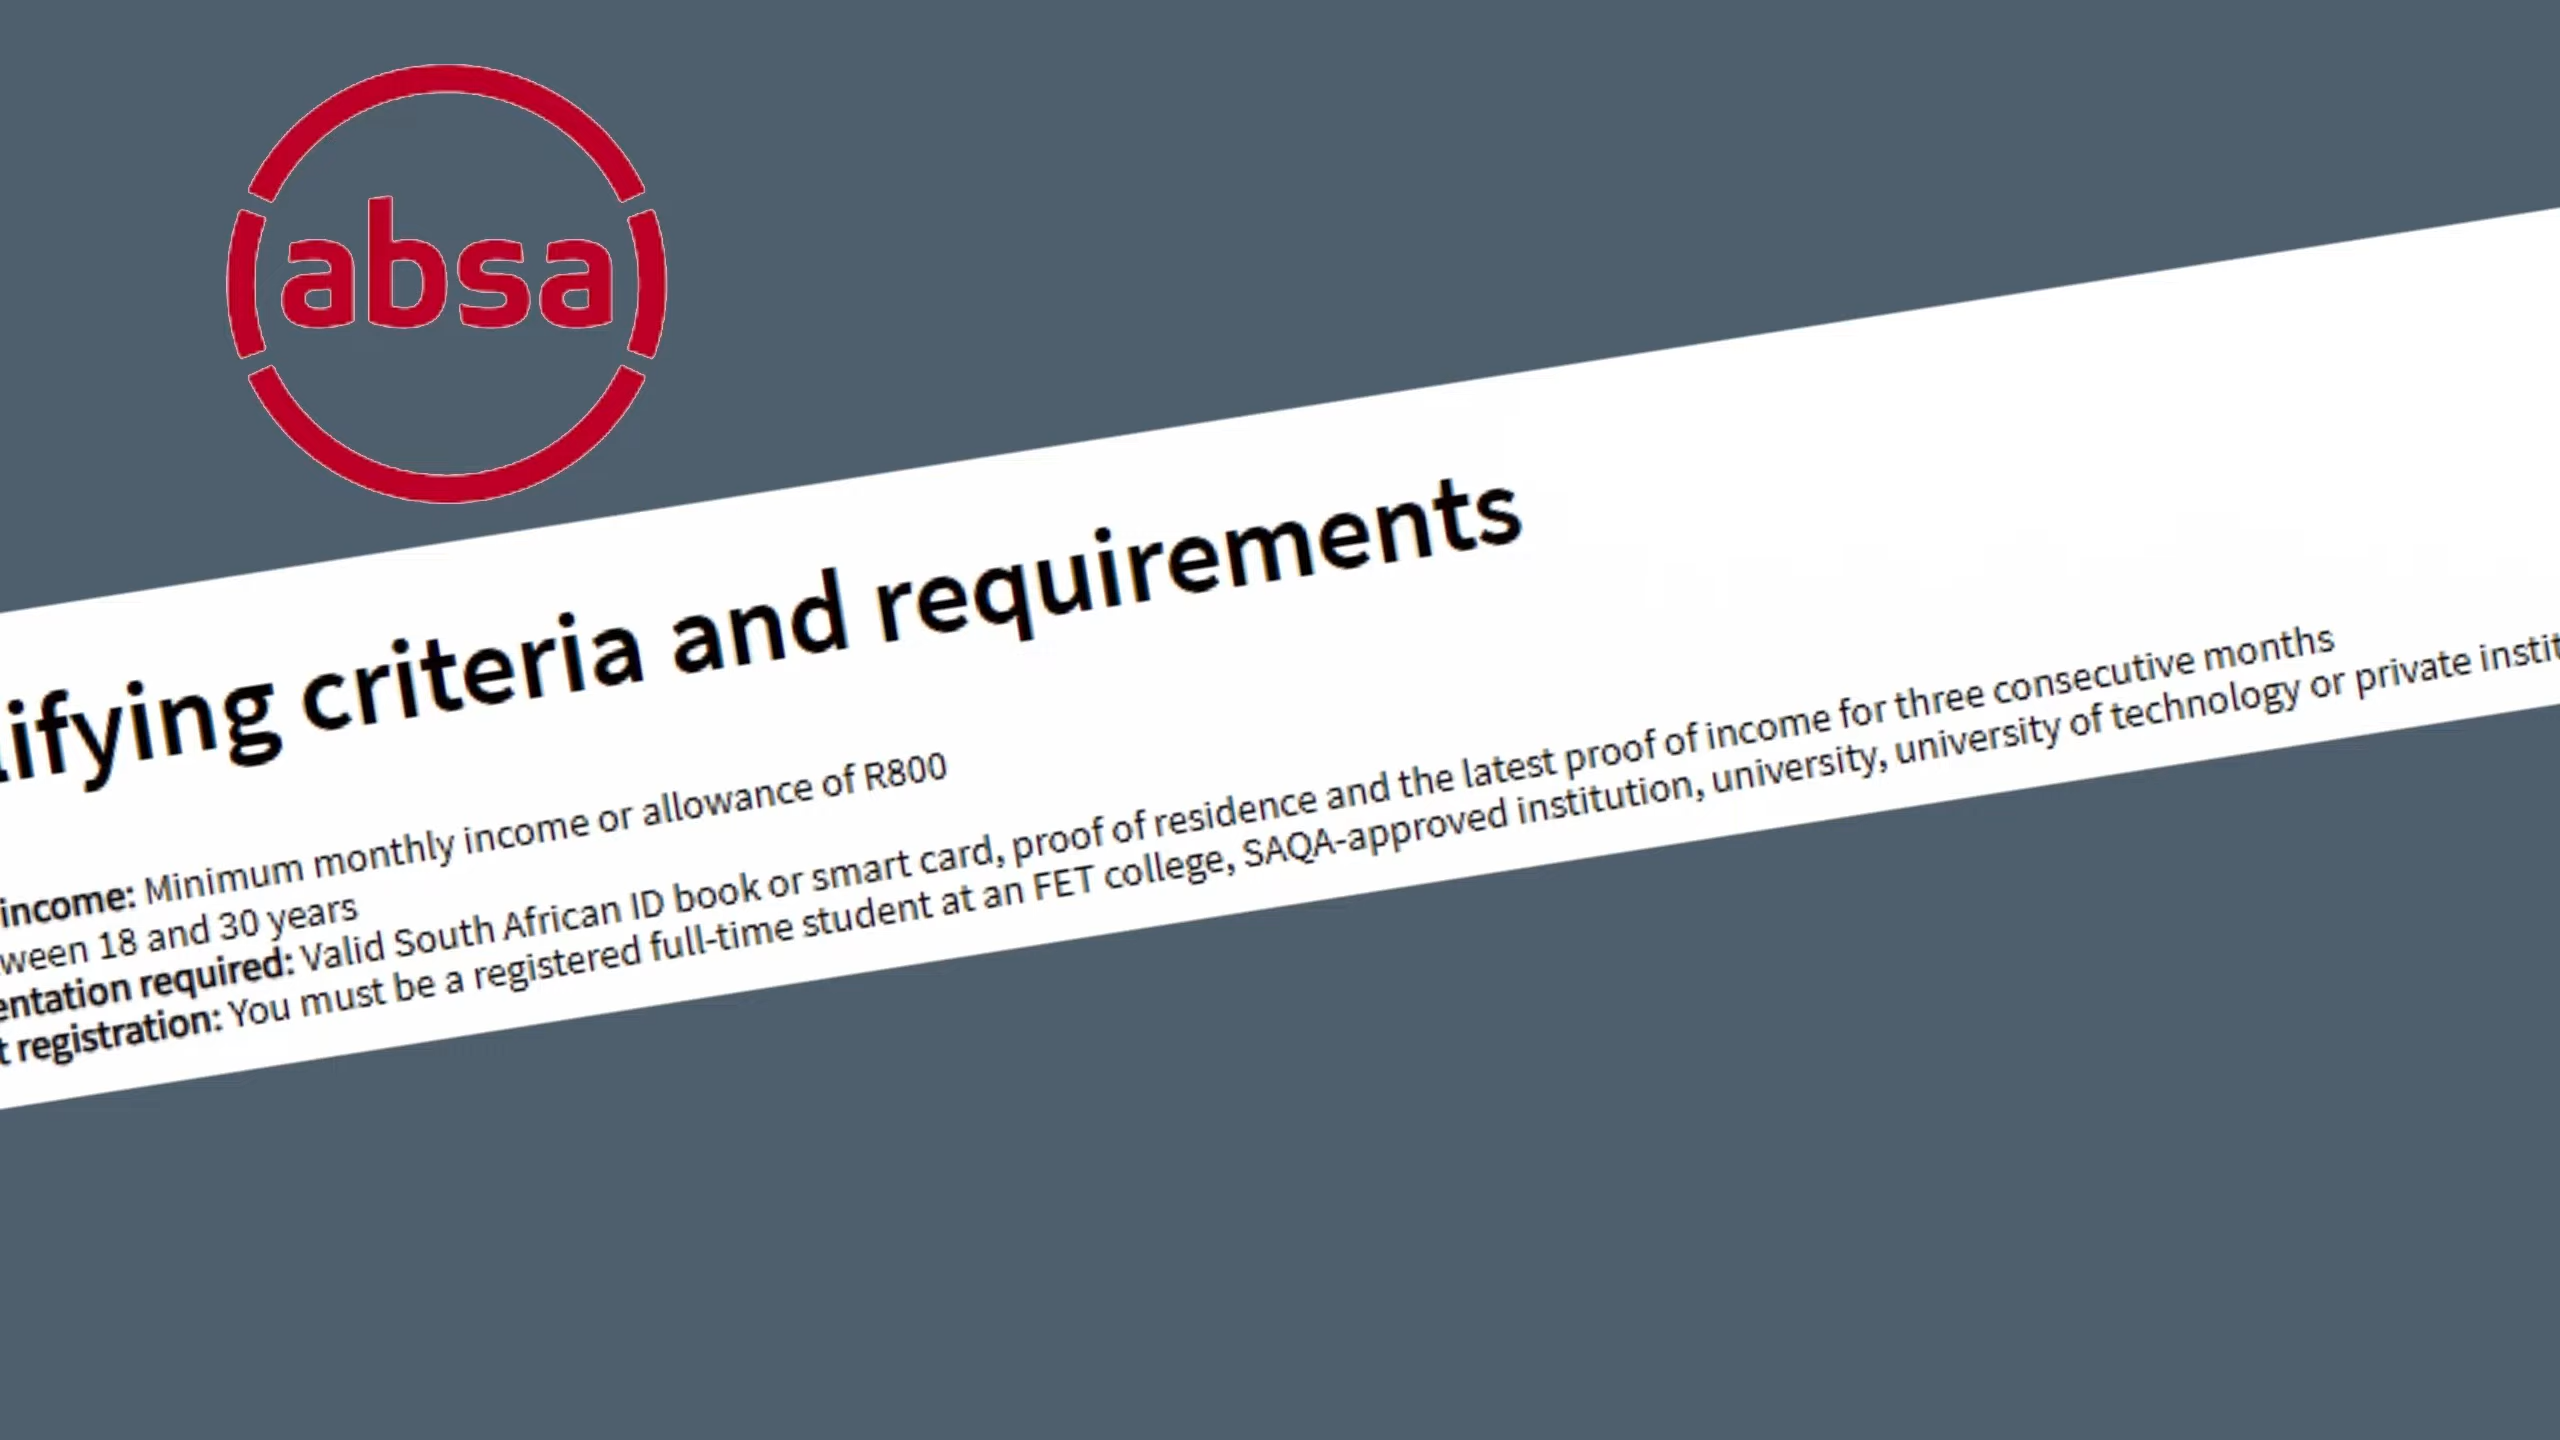 absa
lifying criteria and requirements
income: Minimum monthly income or allowance of R800
ween 18 and 30 years
entation required: Valid South African ID book or smart card, proof of residence and the latest proof of income for three consecutive months
t registration: You must be a registered full-time student at an FET college, SAQA-approved institution, university, university of technology or private instit